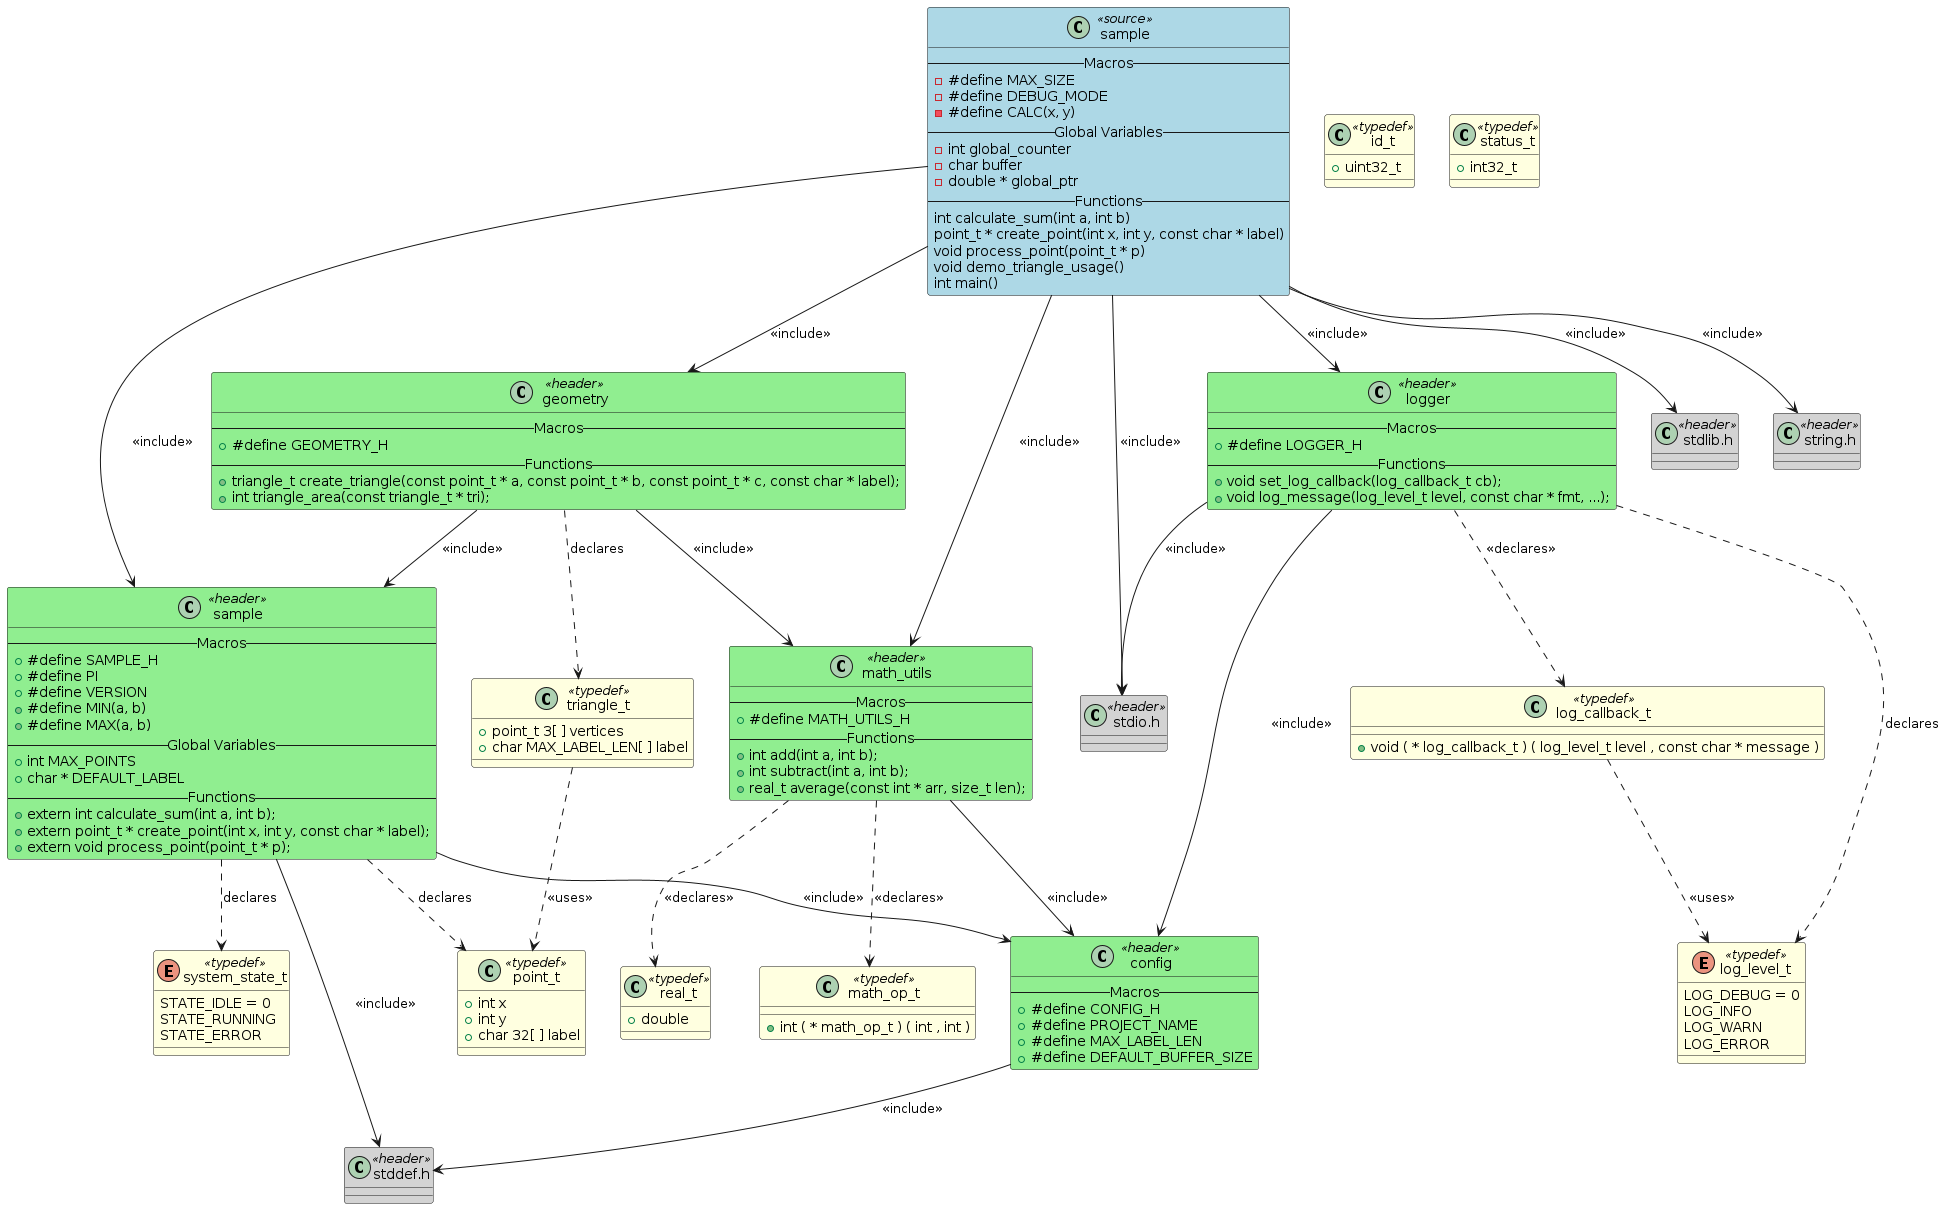 C
«source»
sample
Macros
#define MAX_SIZE
#define DEBUG_MODE
#define CALC(x, y)
Global Variables
int global_counter
char buffer
double * global_ptr
Functions
int calculate_sum(int a, int b)
point_t * create_point(int x, int y, const char * label)
void process_point(point_t * p)
void demo_triangle_usage()
int main()
C
«typedef»
id_t
uint32_t
C
«typedef»
status_t
int32_t
«include»
«include»
«include»
«include»
«include»
«include»
«include»
C
«header»
geometry
Macros
#define GEOMETRY_H
Functions
triangle_t create_triangle(const point_t * a, const point_t * b, const point_t * c, const char * label);
int triangle_area(const triangle_t * tri);
C
«header»
logger
Macros
#define LOGGER_H
Functions
void set_log_callback(log_callback_t cb);
void log_message(log_level_t level, const char * fmt, ...);
C
«header»
stdlib.h
C
«header»
string.h
«include»
declares
«include»
«include»
«declares»
C
«header»
sample
Macros
#define SAMPLE_H
#define PI
#define VERSION
#define MIN(a, b)
#define MAX(a, b)
Global Variables
int MAX_POINTS
char * DEFAULT_LABEL
Functions
extern int calculate_sum(int a, int b);
extern point_t * create_point(int x, int y, const char * label);
extern void process_point(point_t * p);
C
«typedef»
triangle_t
point_t 3[ ] vertices
char MAX_LABEL_LEN[ ] label
C
«header»
math_utils
Macros
#define MATH_UTILS_H
Functions
int add(int a, int b);
int subtract(int a, int b);
real_t average(const int * arr, size_t len);
C
«header»
stdio.h
«include»
C
«typedef»
log_callback_t
void ( * log_callback_t ) ( log_level_t level , const char * message )
declares
declares
«include»
declares
«uses»
«declares»
«include»
«declares»
«include»
«uses»
E
«typedef»
system_state_t
STATE_IDLE = 0
STATE_RUNNING
STATE_ERROR
C
«typedef»
point_t
int x
int y
char 32[ ] label
C
«typedef»
real_t
double
C
«typedef»
math_op_t
int ( * math_op_t ) ( int , int )
C
«header»
config
Macros
#define CONFIG_H
#define PROJECT_NAME
#define MAX_LABEL_LEN
#define DEFAULT_BUFFER_SIZE
E
«typedef»
log_level_t
LOG_DEBUG = 0
LOG_INFO
LOG_WARN
LOG_ERROR
«include»
C
«header»
stddef.h